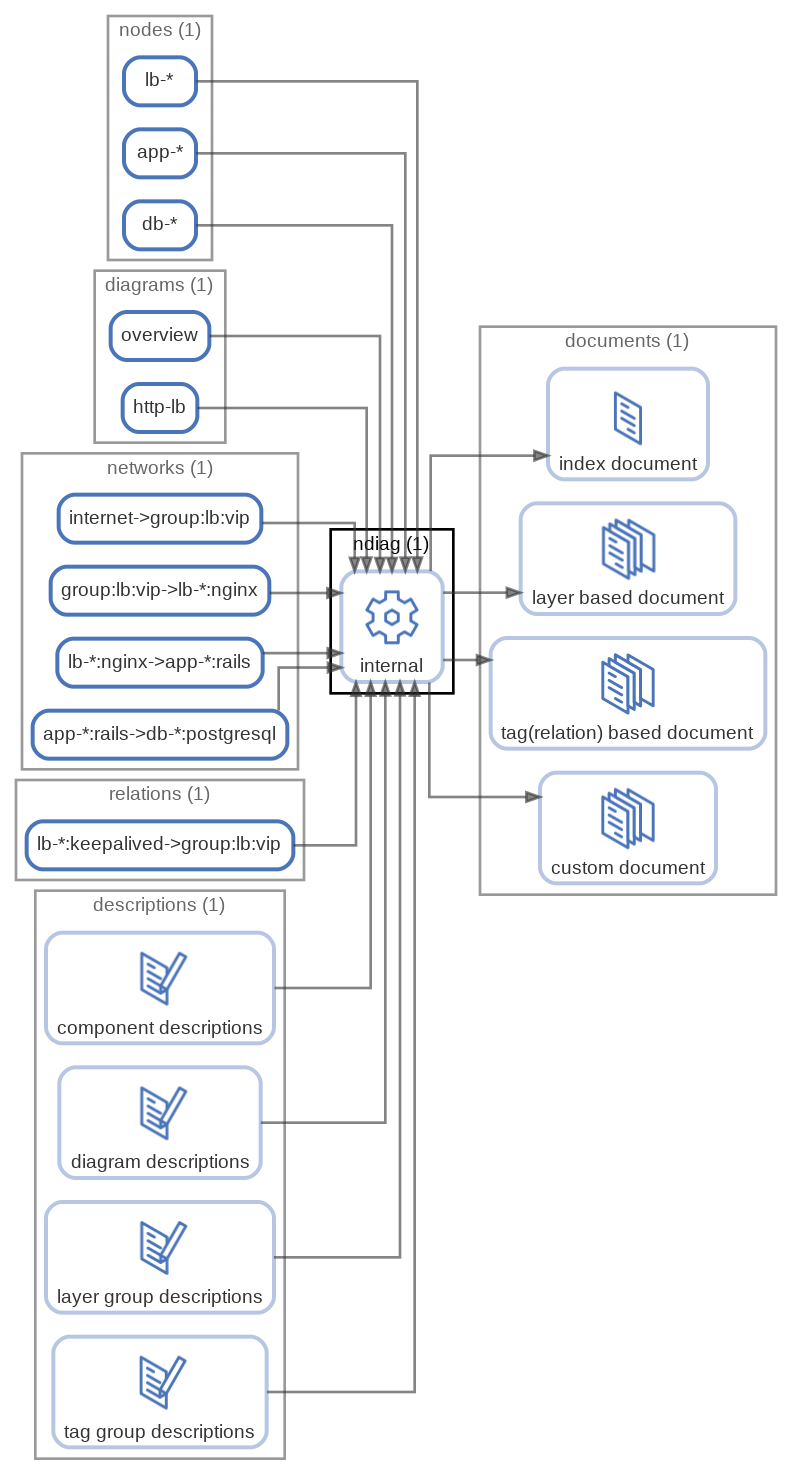 nodes (1)
lb-*
app-*
db-*
diagrams (1)
overview
http-lb
networks (1)
internet->group:lb:vip
group:lb:vip->lb-*:nginx
lb-*:nginx->app-*:rails
app-*:rails->db-*:postgresql
relations (1)
lb-*:keepalived->group:lb:vip
descriptions (1)
component descriptions
diagram descriptions
layer group descriptions
tag group descriptions
ndiag (1)
internal
documents (1)
index document
layer based document
tag(relation) based document
custom document